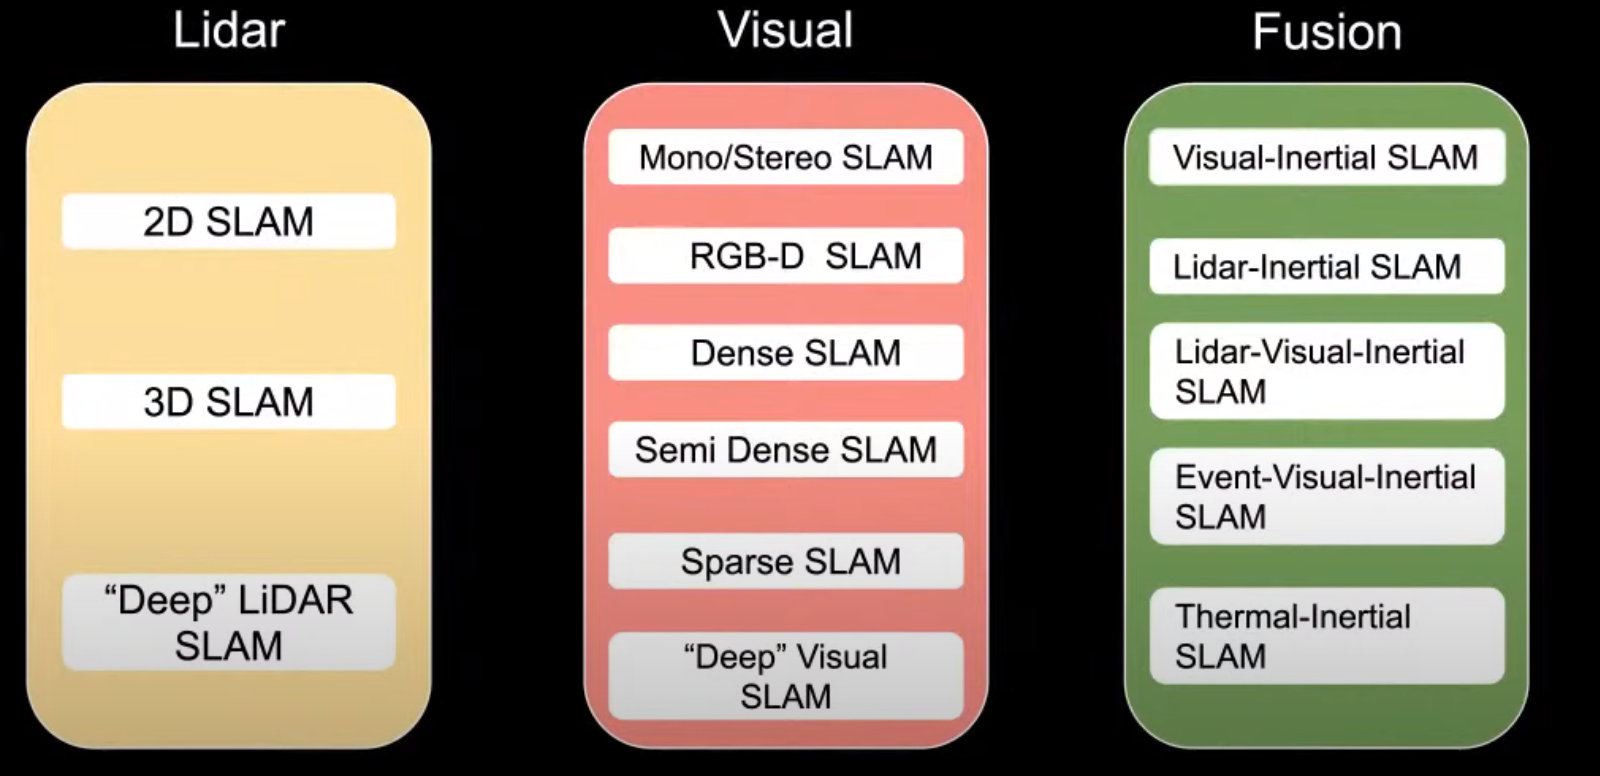 Lidar
2D SLAM
3D SLAM
“Deep” LiDAR
SLAM
Visual
Mono/Stereo SLAM
RGB-D SLAM
Dense SLAM
Semi Dense SLAM
Sparse SLAM
“Deep” Visual
SLAM
Fusion
Visual-Inertial SLAM
Lidar-Inertial SLAM
Lidar-Visual-Inertial
SLAM
Event-Visual-Inertial
SLAM
Thermal-Inertial
SLAM